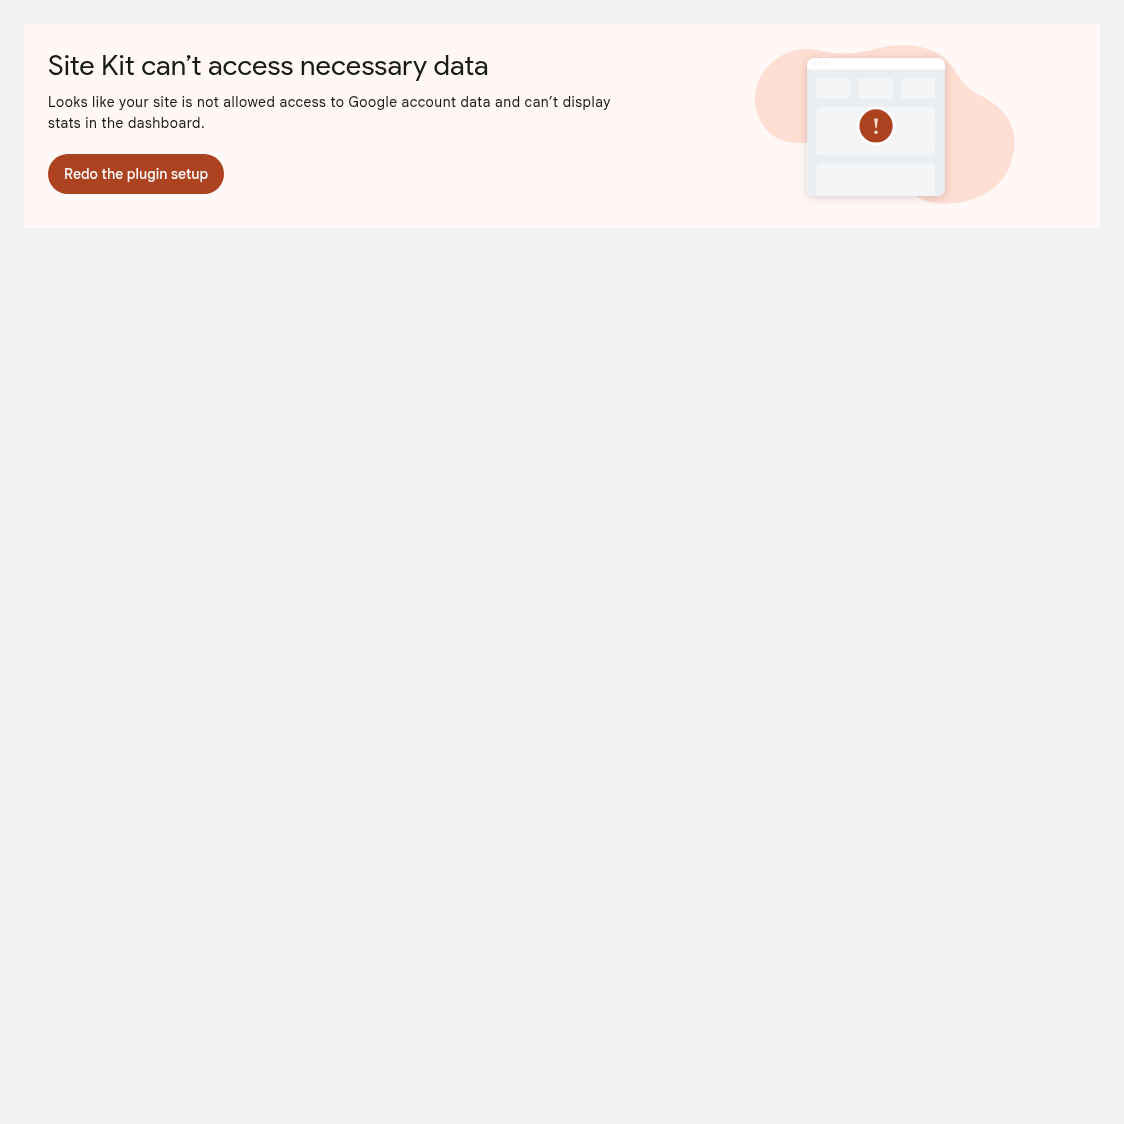 Site Kit can’t access necessary data
Looks like your site is not allowed access to Google account data and can’t display
stats in the dashboard.
Redo the plugin setup